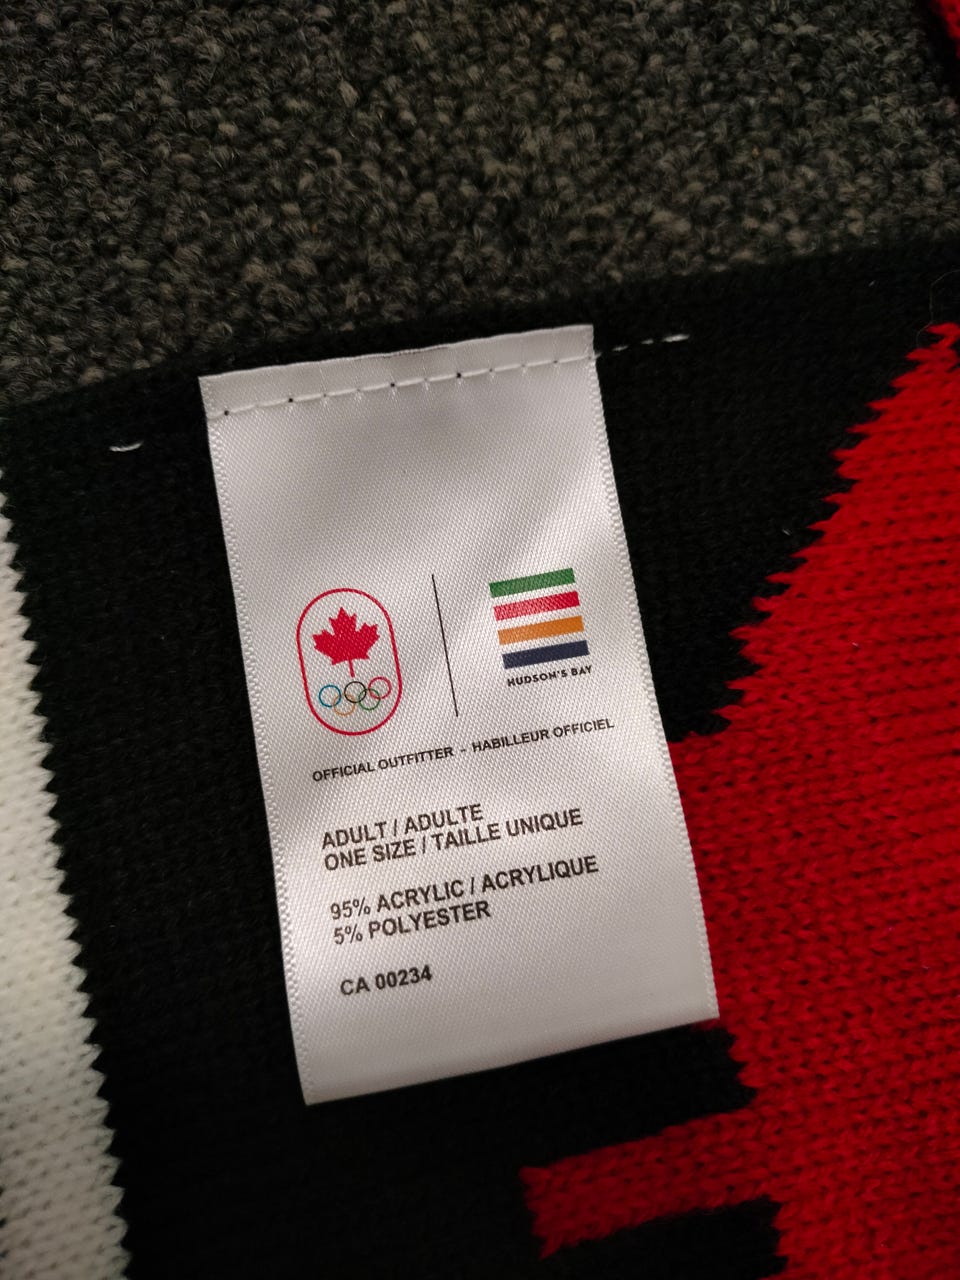 HUDSON'S BAY
OFFICIAL OUTFITTER - HABILLEUR OFFICIEL
ADULT / ADULTE
ONE SIZE / TAILLE UNIQUE
95% ACRYLIC / ACRYLIQUE
5% POLYESTER
CA 00234